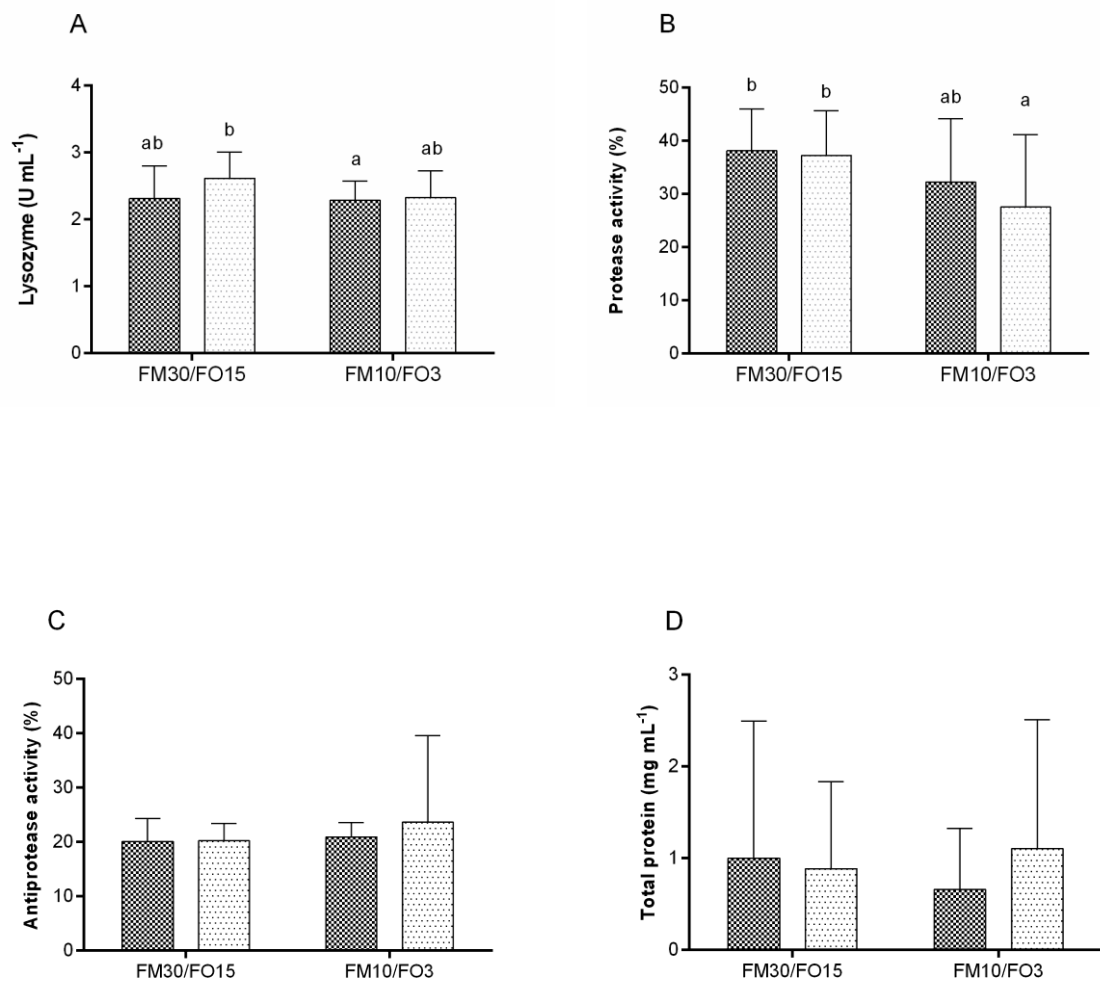 A
Lysozyme (U mL⁻¹)
4
3
2
1
0
ab
b
a
ab
FM30/FO15
FM10/FO3
B
Protease activity (%)
50
40
30
20
10
0
b
b
ab
a
FM30/FO15
FM10/FO3
C
Antiprotease activity (%)
50
40
30
20
10
0
FM30/FO15
FM10/FO3
D
Total protein (mg mL⁻¹)
3
2
1
0
FM30/FO15
FM10/FO3